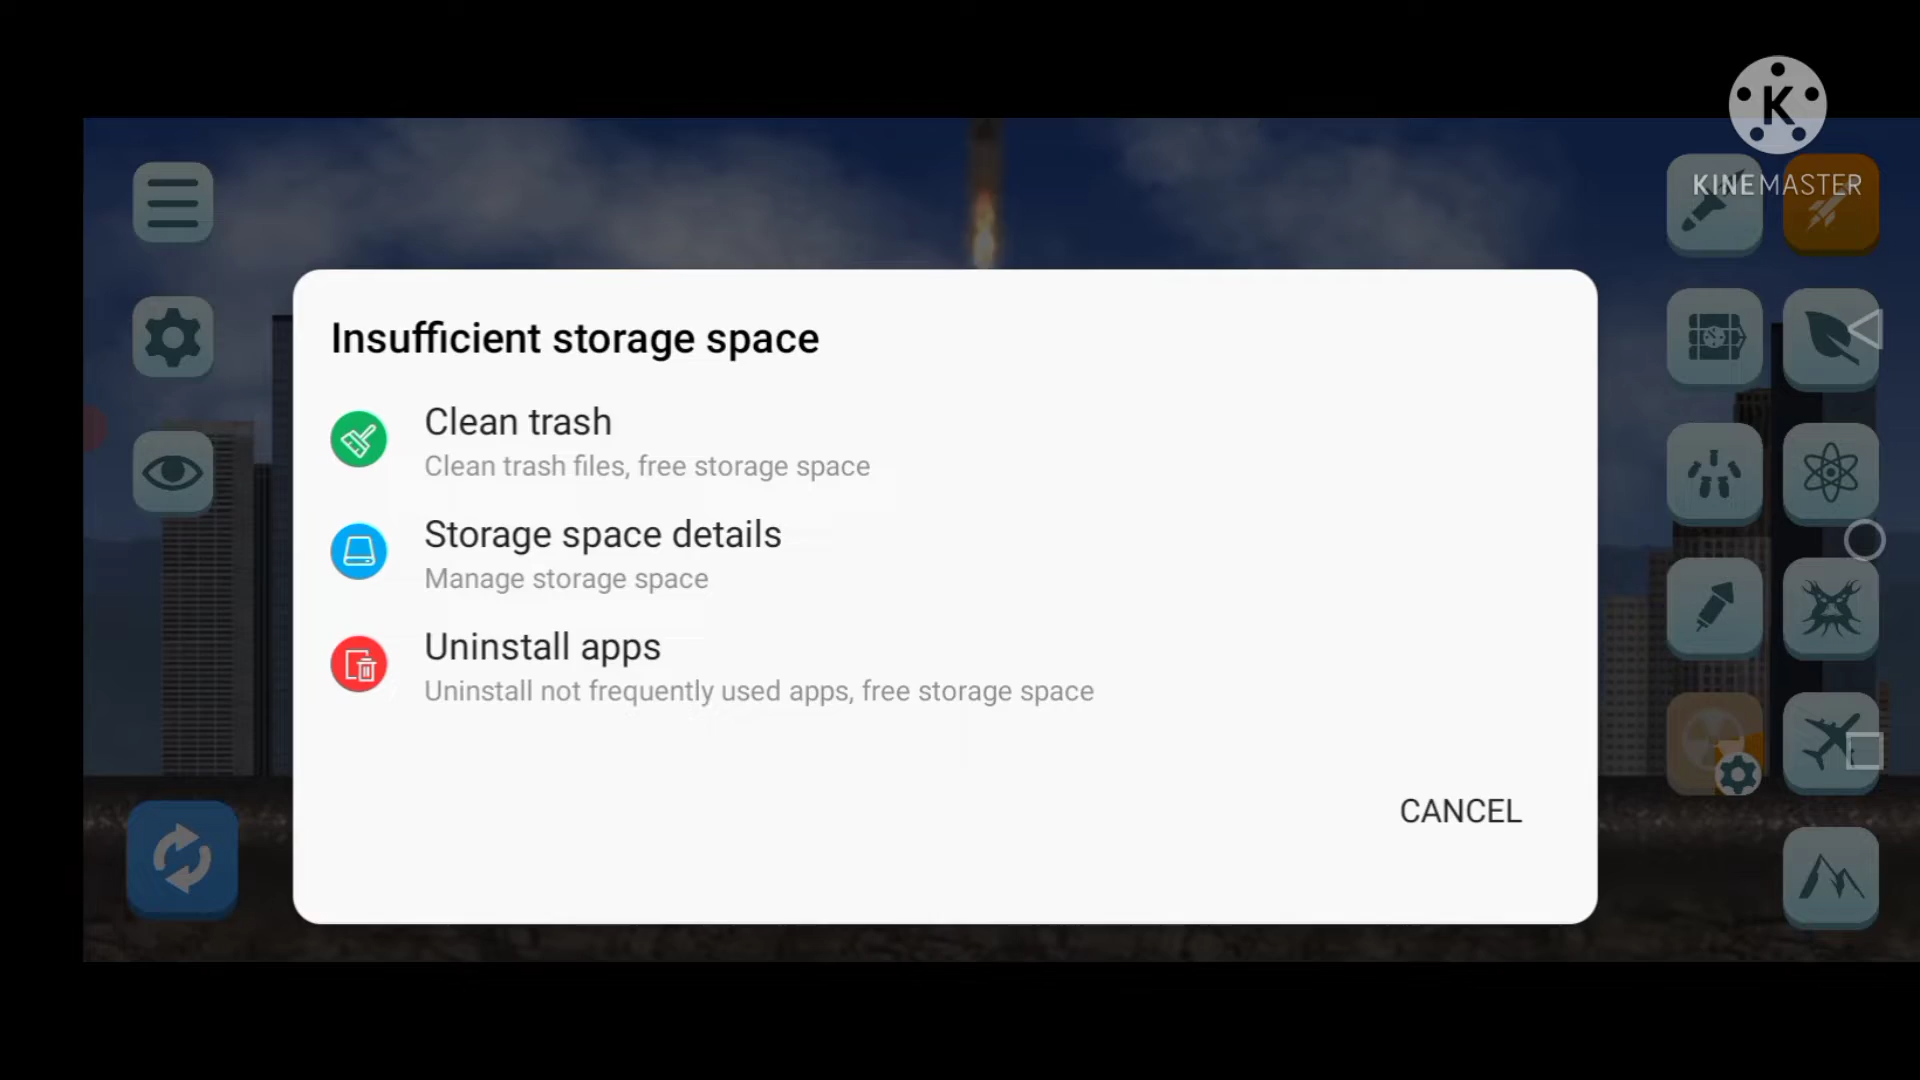 K
KINEMASTER
Insufficient storage space
Clean trash
Clean trash files, free storage space
Storage space details
Manage storage space
Uninstall apps
Uninstall not frequently used apps, free storage space
CANCEL